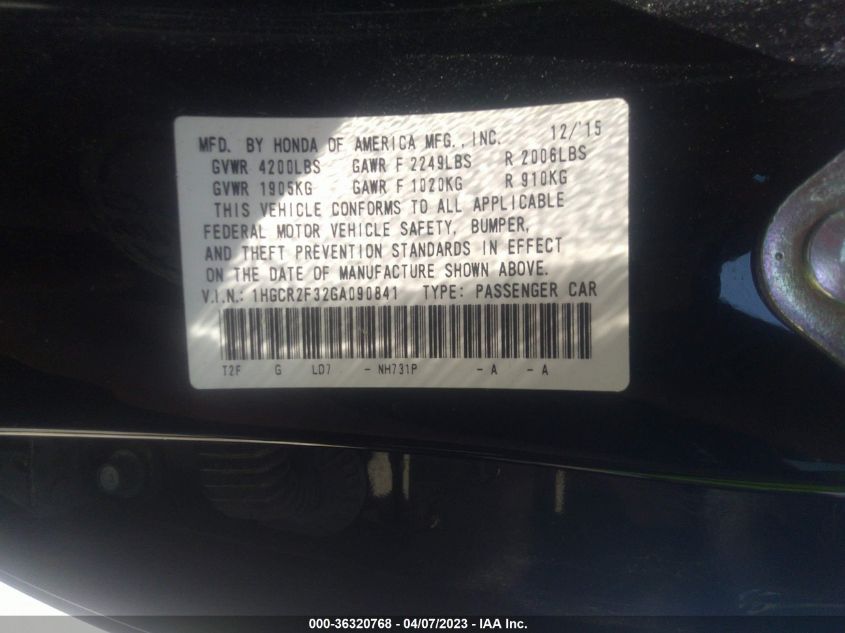 MFD. BY HONDA OF AMERICA MFG., INC. 12/'15
GVWR 4200LBS GAWR F 2249LBS R 2006LBS
GVWR 1905KG GAWR F 1020KG R 910KG
THIS VEHICLE CONFORMS TO ALL APPLICABLE
FEDERAL MOTOR VEHICLE SAFETY, BUMPER,
AND THEFT PREVENTION STANDARDS IN EFFECT
ON THE DATE OF MANUFACTURE SHOWN ABOVE.
V.I.N.: 1HGCR2F32GA090841 TYPE: PASSENGER CAR
T2F G LD7 - NH731P - A - A
000-36320768 - 04/07/2023 - IAA Inc.